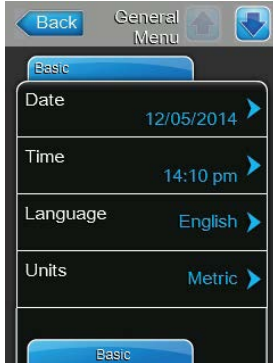 Back
General
Menu
Basic
Date
12/05/2014
Time
14:10 pm
Language
English
Units
Metric
Basic